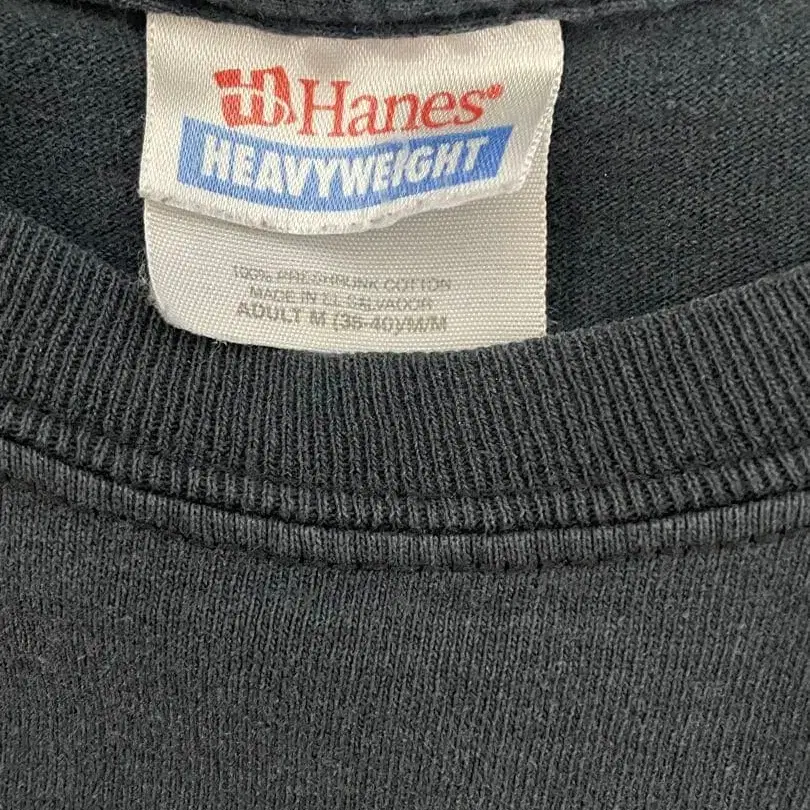 Hanes®
HEAVYWEIGHT
100% PRESHRUNK COTTON
MADE IN EL SALVADOR
ADULT M (38-40)/M/M